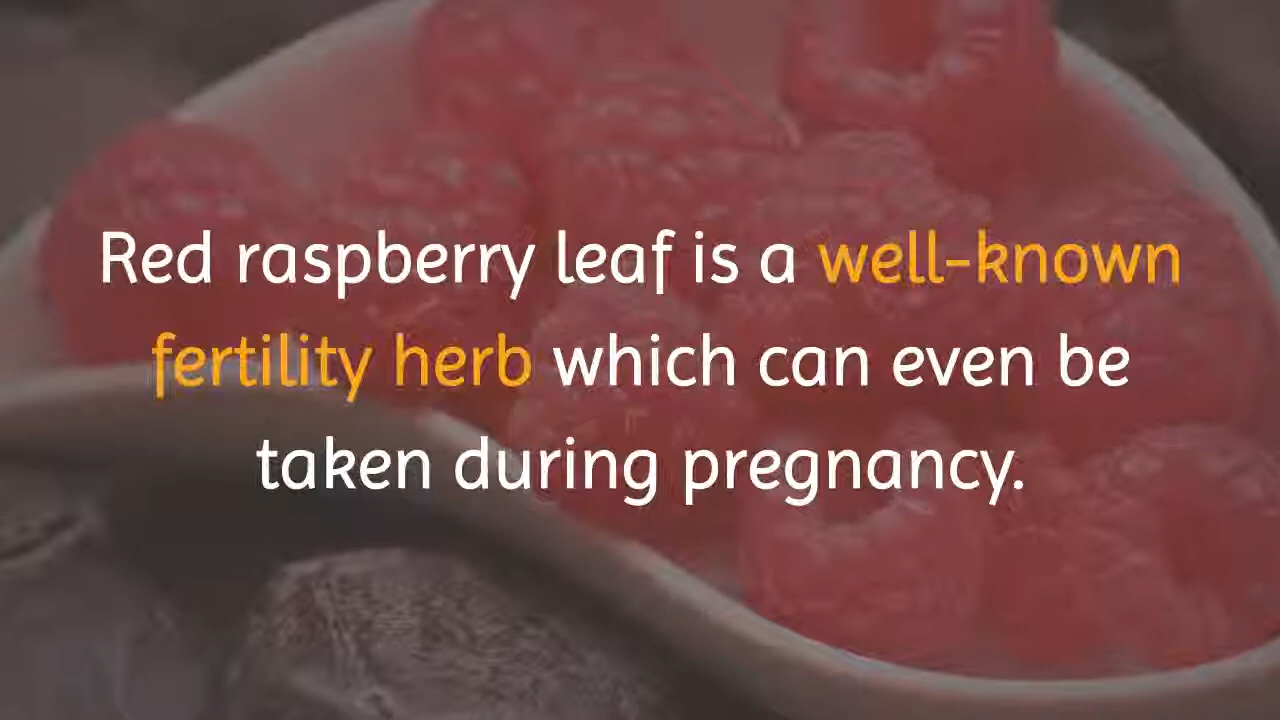 Red raspberry leaf is a well-known
fertility herb which can even be
taken during pregnancy.